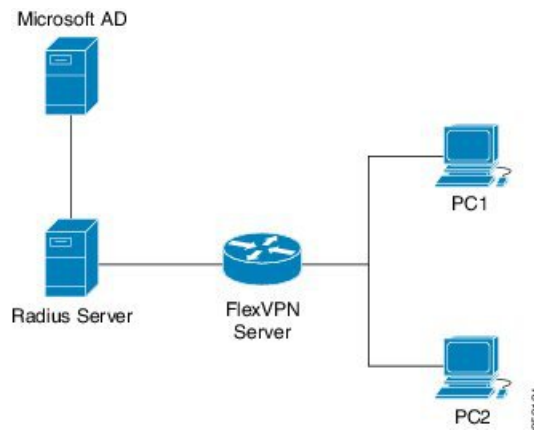 Microsoft AD
PC1
Radius Server
FlexVPN
Server
PC2